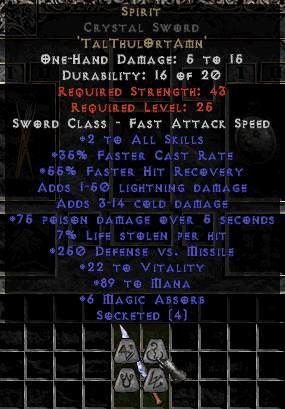 Spirit
Crystal Sword
'TalThulOrtAmn'
One-Hand Damage: 5 to 15
Durability: 16 of 20
Required Strength: 43
Required Level: 25
Sword Class - Fast Attack Speed
+2 to All Skills
+35% Faster Cast Rate
+55% Faster Hit Recovery
Adds 1-50 lightning damage
Adds 3-14 cold damage
+75 poison damage over 5 seconds
7% Life stolen per hit
+250 Defense vs. Missile
+22 to Vitality
+89 to Mana
+6 Magic Absorb
Socketed (4)